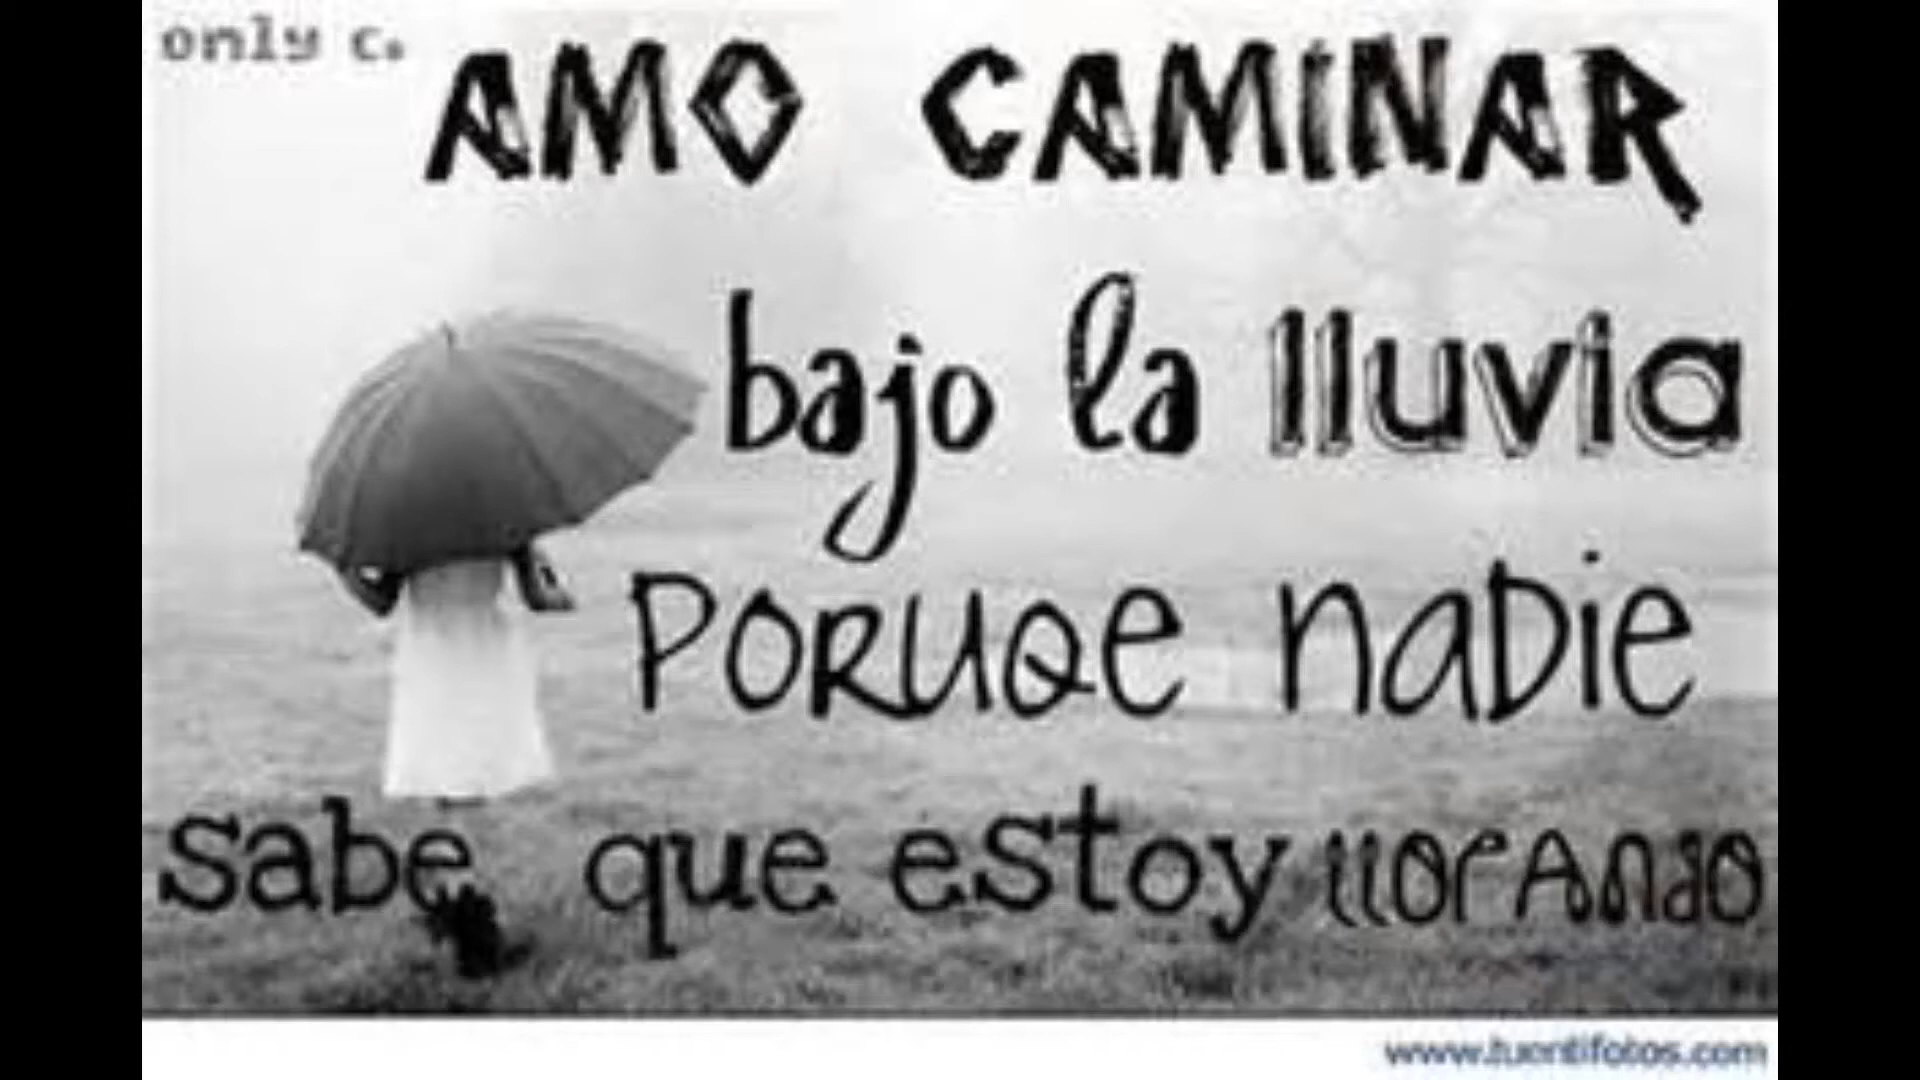 only c.
AMO CAMINAR
bajo la lluvia
PORUQE naDie
sabe que estoy llorAndo
www.tuentifotos.com